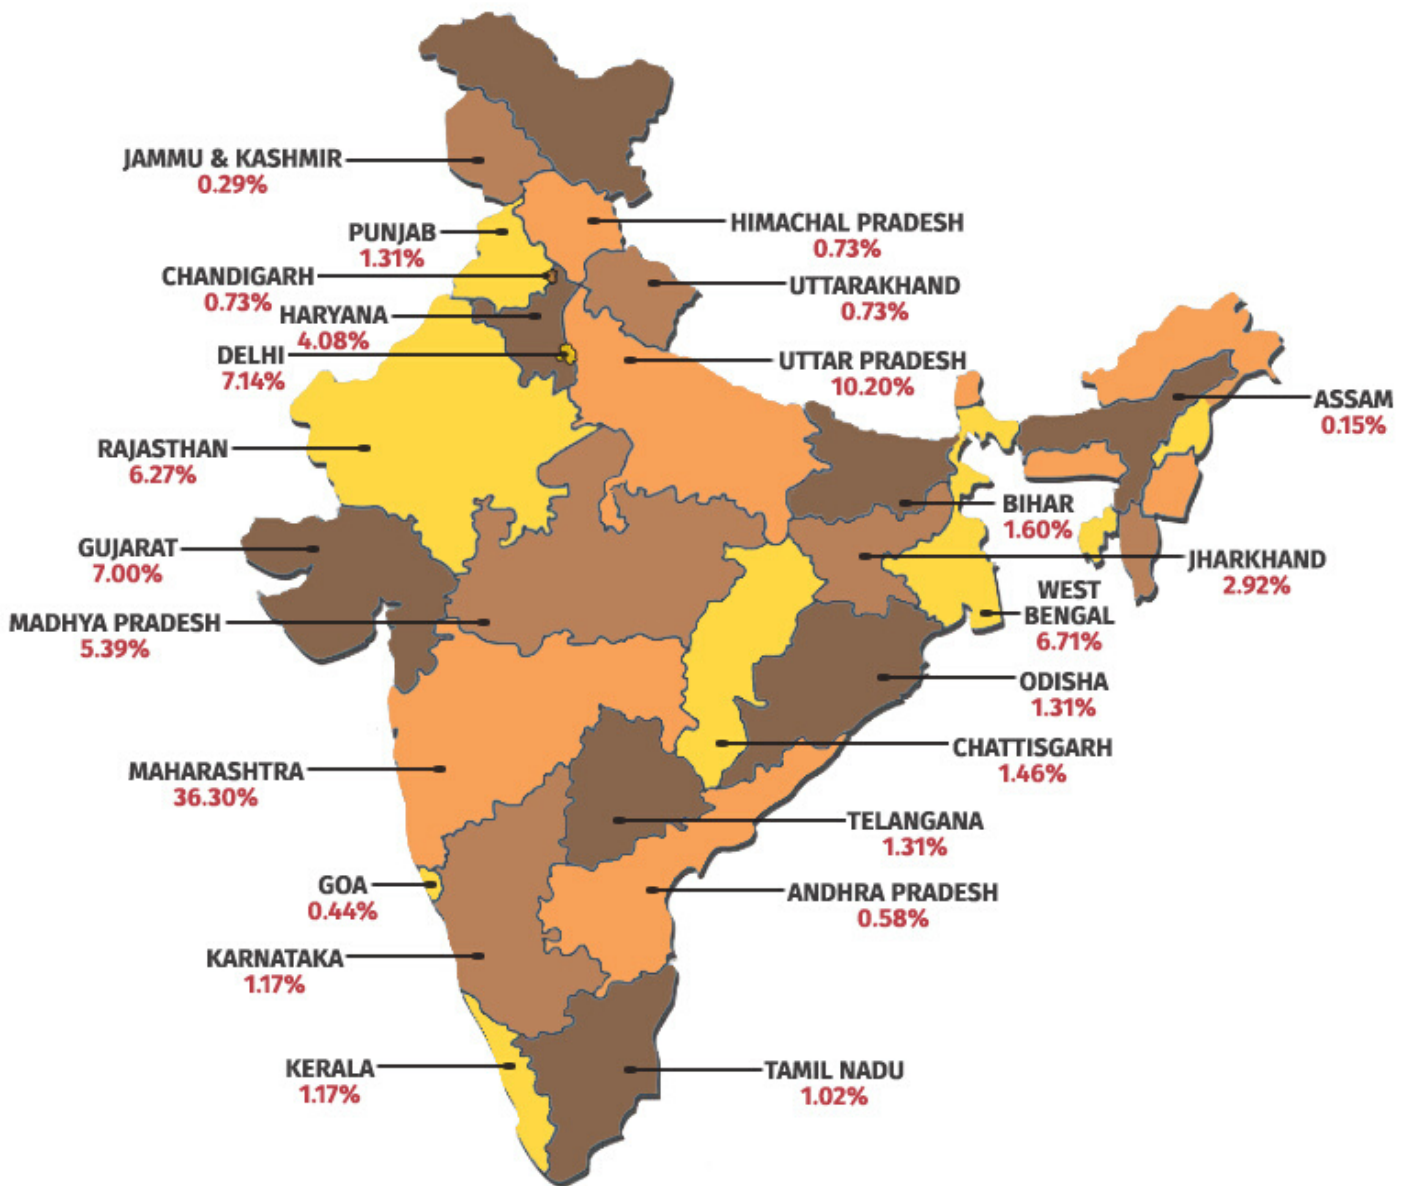 JAMMU & KASHMIR
0.29%
HIMACHAL PRADESH
0.73%
PUNJAB
1.31%
CHANDIGARH
0.73%
UTTARAKHAND
0.73%
HARYANA
4.08%
DELHI
7.14%
UTTAR PRADESH
10.20%
ASSAM
0.15%
RAJASTHAN
6.27%
BIHAR
1.60%
GUJARAT
7.00%
JHARKHAND
2.92%
WEST
BENGAL
6.71%
MADHYA PRADESH
5.39%
ODISHA
1.31%
CHATTISGARH
1.46%
MAHARASHTRA
36.30%
TELANGANA
1.31%
GOA
0.44%
ANDHRA PRADESH
0.58%
KARNATAKA
1.17%
KERALA
1.17%
TAMIL NADU
1.02%